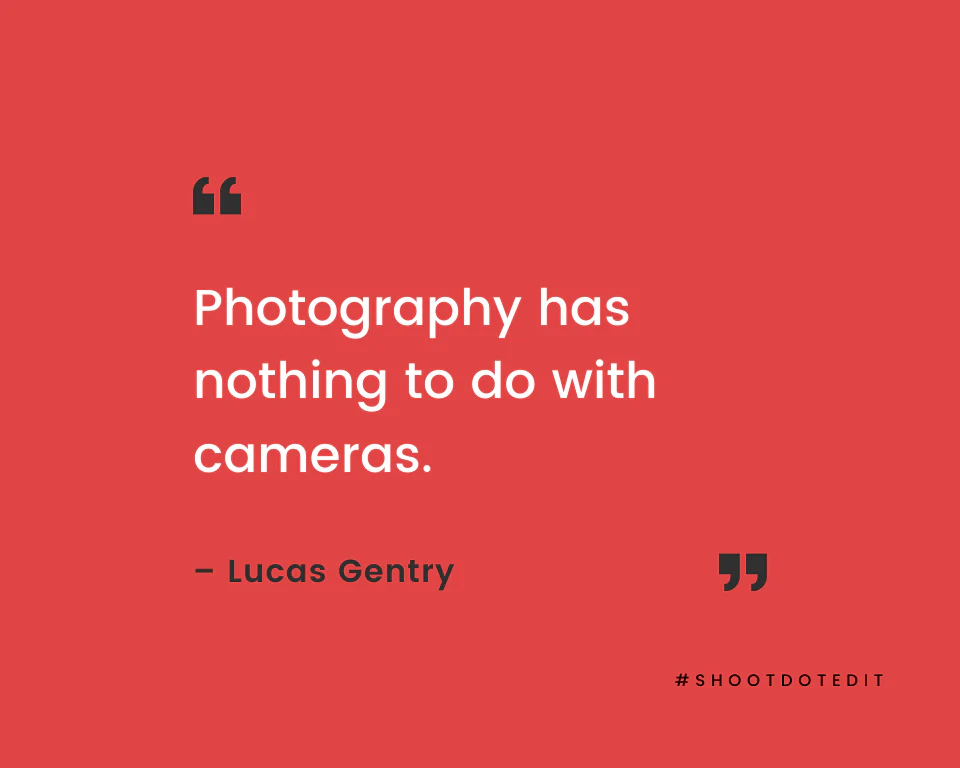 “
Photography has
nothing to do with
cameras.
– Lucas Gentry
”
#SHOOTDOTEDIT